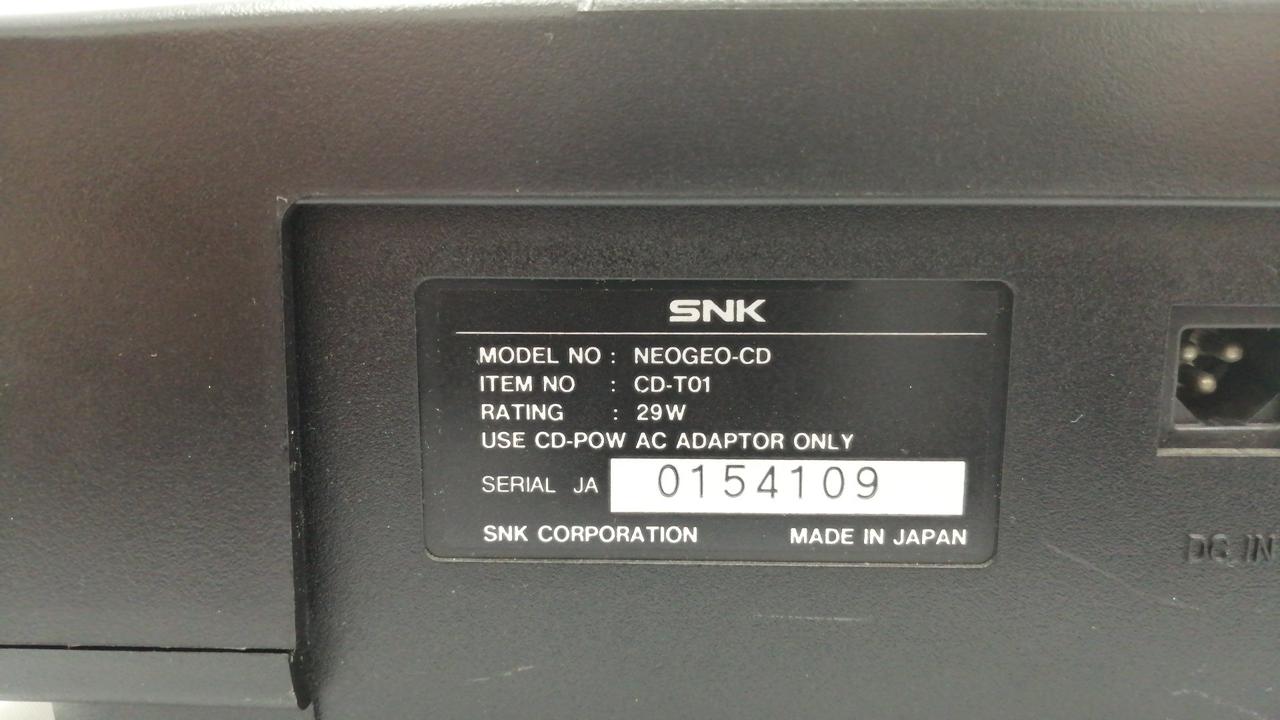 SNK
MODEL NO : NEOGEO-CD
ITEM NO : CD-T01
RATING : 29W
USE CD-POW AC ADAPTOR ONLY
SERIAL JA 0154109
SNK CORPORATION MADE IN JAPAN
DC IN